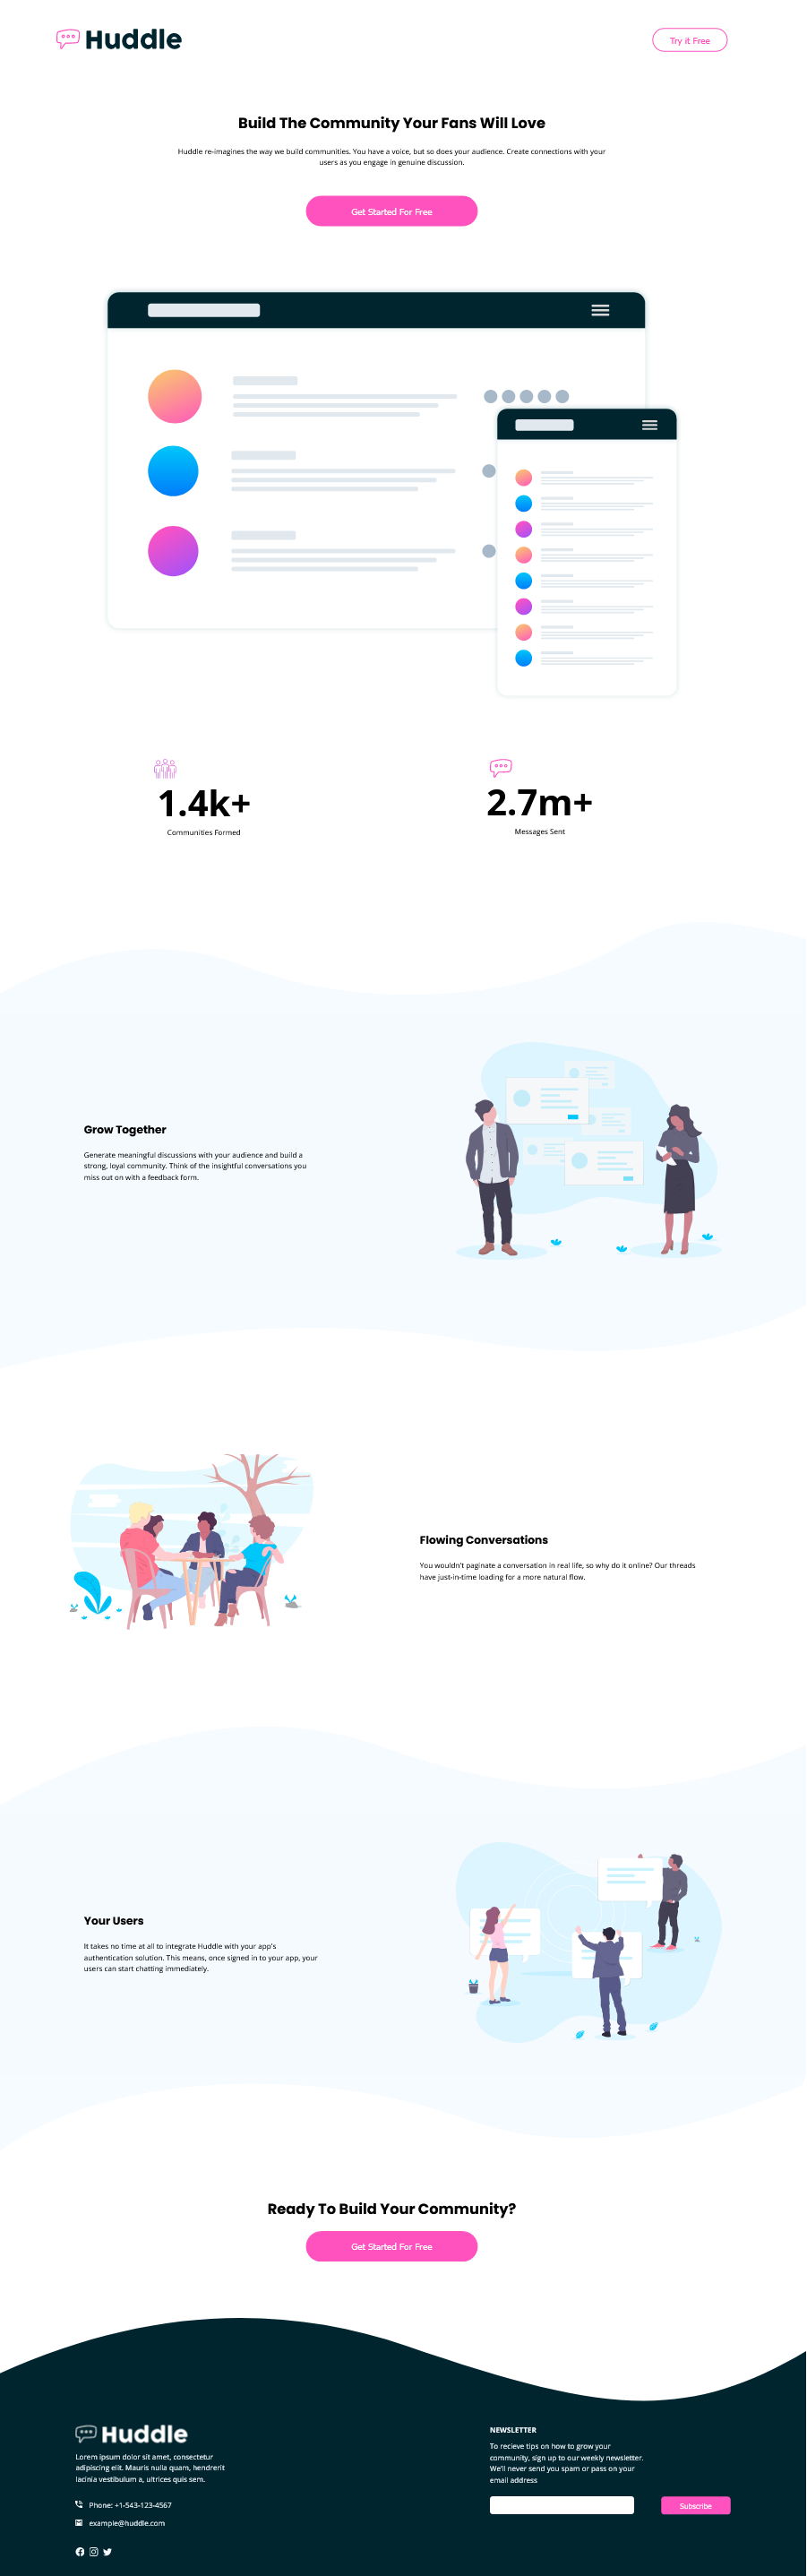 Huddle
Try it Free
Build The Community Your Fans Will Love
Huddle re-imagines the way we build communities. You have a voice, but so does your audience. Create connections with your
users as you engage in genuine discussion.
Get Started For Free
1.4k+
Communities Formed
2.7m+
Messages Sent
Grow Together
Generate meaningful discussions with your audience and build a
strong, loyal community. Think of the insightful conversations you
miss out on with a feedback form.
Flowing Conversations
You wouldn't paginate a conversation in real life, so why do it online? Our threads
have just-in-time loading for a more natural flow.
Your Users
It takes no time at all to integrate Huddle with your app's
authentication solution. This means, once signed in to your app, your
users can start chatting immediately.
Ready To Build Your Community?
Get Started For Free
Huddle
Lorem ipsum dolor sit amet, consectetur
adipiscing elit. Mauris nulla quam, hendrerit
lacinia vestibulum a, ultrices quis sem.
Phone: +1-543-123-4567
example@huddle.com
NEWSLETTER
To recieve tips on how to grow your
community, sign up to our weekly newsletter.
We'll never send you spam or pass on your
email address
Subscribe